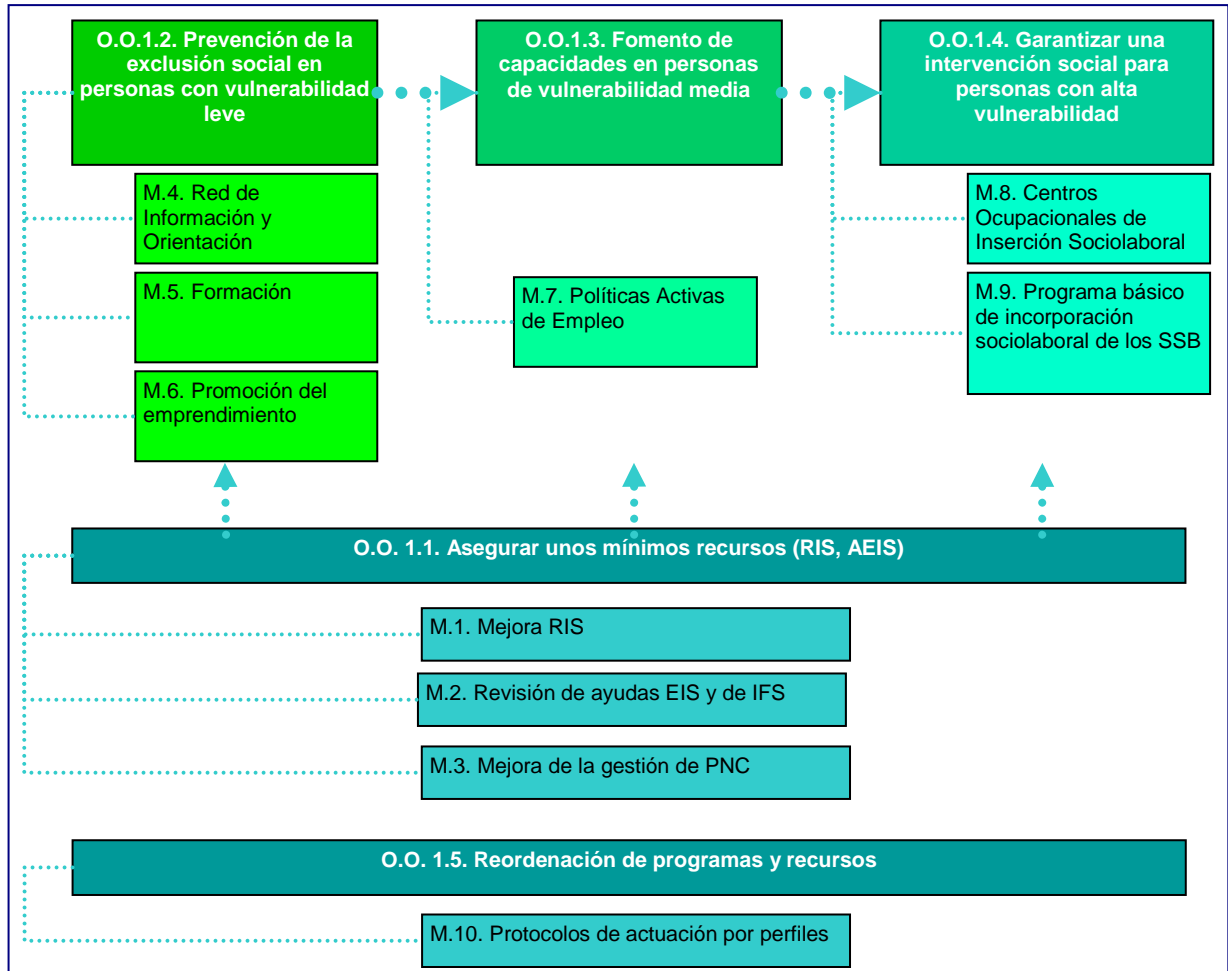 O.O.1.2. Prevención de la
exclusión social en
personas con vulnerabilidad
leve
O.O.1.3. Fomento de
capacidades en personas
de vulnerabilidad media
O.O.1.4. Garantizar una
intervención social para
personas con alta
vulnerabilidad
M.4. Red de
Información y
Orientación
M.5. Formación
M.6. Promoción del
emprendimiento
M.7. Políticas Activas
de Empleo
M.8. Centros
Ocupacionales de
Inserción Sociolaboral
M.9. Programa básico
de incorporación
sociolaboral de los SSB
O.O. 1.1. Asegurar unos mínimos recursos (RIS, AEIS)
M.1. Mejora RIS
M.2. Revisión de ayudas EIS y de IFS
M.3. Mejora de la gestión de PNC
O.O. 1.5. Reordenación de programas y recursos
M.10. Protocolos de actuación por perfiles